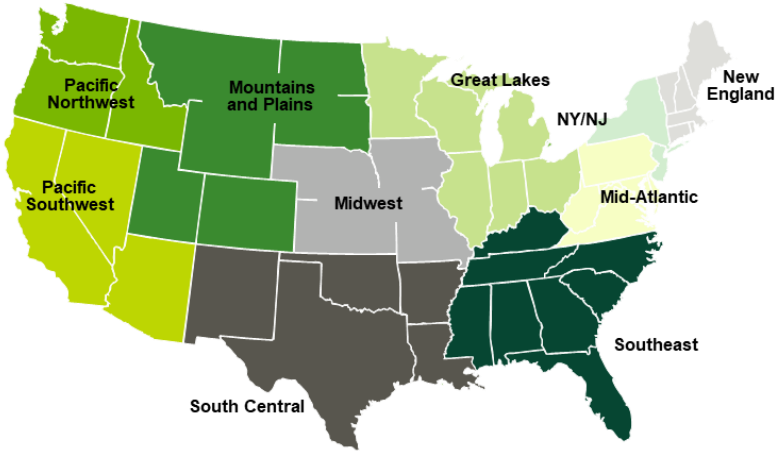 Great Lakes
New
England
Pacific
Northwest
Mountains
and Plains
NY/NJ
Pacific
Southwest
Midwest
Mid-Atlantic
Southeast
South Central